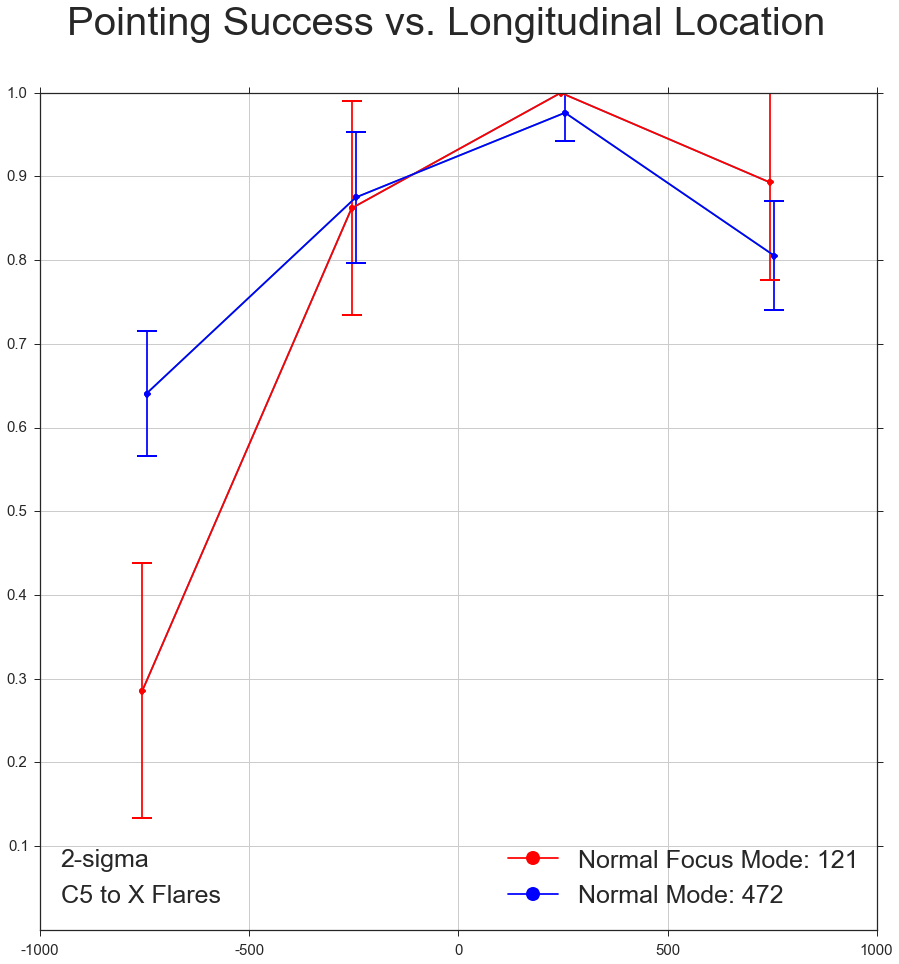 Pointing Success vs. Longitudinal Location
1.0
0.9
0.8
0.7
0.6
0.5
0.4
0.3
0.2
0.1
2-sigma
C5 to X Flares
Normal Focus Mode: 121
Normal Mode: 472
-1000 -500 0 500 1000